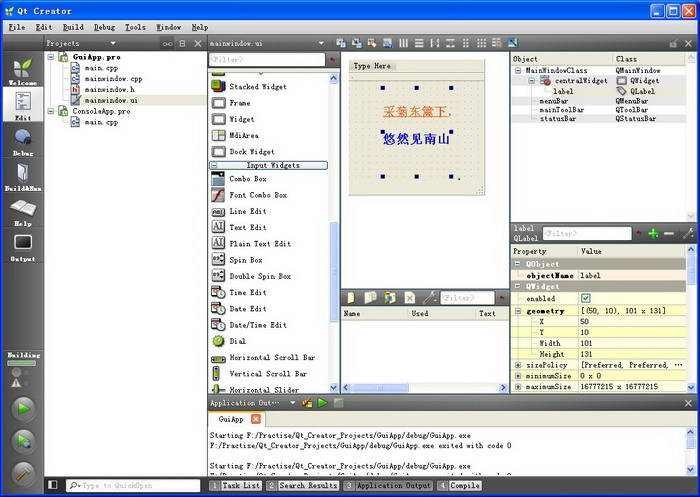 Qt Creator
File Edit Build Debug Tools Window Help
Projects
mainwindow.ui
GuiApp.pro
main.cpp
mainwindow.cpp
mainwindow.h
mainwindow.ui
ConsoleApp.pro
main.cpp
Welcome
Edit
Debug
Build&Run
Help
Output
Building
<Filter>
Stacked Widget
Frame
Widget
MdiArea
Dock Widget
Input Widgets
Combo Box
Font Combo Box
Line Edit
Text Edit
Plain Text Edit
Spin Box
Double Spin Box
Time Edit
Date Edit
Date/Time Edit
Dial
Horizontal Scroll Bar
Vertical Scroll Bar
Horizontal Slider
Type Here
采菊东篱下，
悠然见南山
.
<Filter>
Name Used Text
Object Class
MainWindowClass QMainWindow
centralWidget QWidget
label QLabel
menuBar QMenuBar
mainToolBar QToolBar
statusBar QStatusBar
label
QLabel
<Filter>
Property Value
QObject
objectName label
QWidget
enabled
geometry [(50, 10), 101 x 131]
X 50
Y 10
Width 101
Height 131
sizePolicy [Preferred, Preferred, ...
minimumSize 0 x 0
maximumSize 16777215 x 16777215
Application Out...
GuiApp
Starting F:/Practise/Qt_Creator_Projects/GuiApp/debug/GuiApp.exe
F:/Practise/Qt_Creator_Projects/GuiApp/debug/GuiApp.exe exited with code 0
Starting F:/Practise/Qt_Creator_Projects/GuiApp/debug/GuiApp.exe
Type to QuickOpen
1 Task List 2 Search Results 3 Application Output 4 Compile